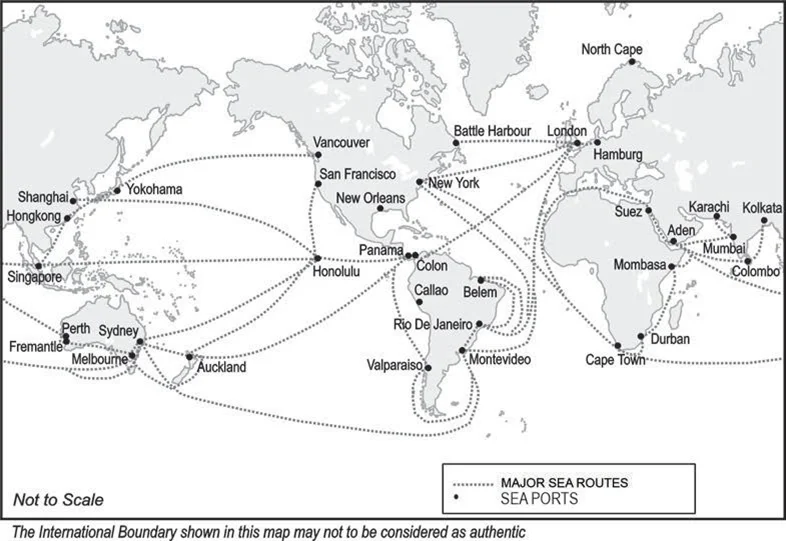 North Cape
Battle Harbour
London
Hamburg
Vancouver
San Francisco
New York
New Orleans
Shanghai
Yokohama
Hongkong
Suez
Karachi
Kolkata
Aden
Mumbai
Panama
Colon
Mombasa
Colombo
Singapore
Honolulu
Callao
Belem
Rio De Janeiro
Perth
Sydney
Fremantle
Melbourne
Auckland
Valparaiso
Montevideo
Durban
Cape Town
MAJOR SEA ROUTES
SEA PORTS
Not to Scale
The International Boundary shown in this map may not to be considered as authentic